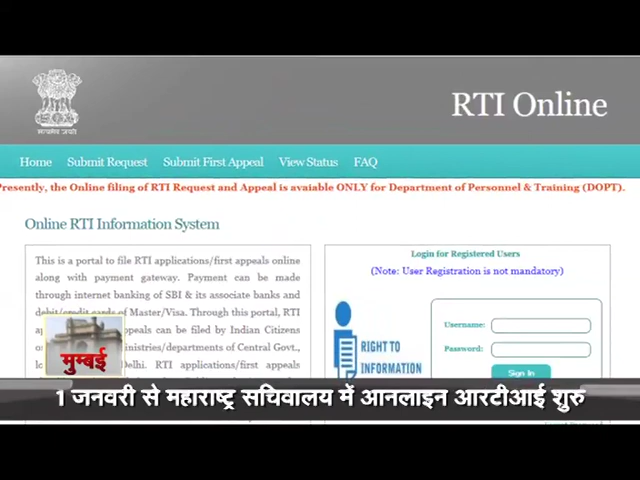 RTI Online
सत्यमेव जयते
Home Submit Request Submit First Appeal View Status FAQ
Presently, the Online filing of RTI Request and Appeal is avaiable ONLY for Department of Personnel & Training (DOPT).
Online RTI Information System
This is a portal to file RTI applications/first appeals online
along with payment gateway. Payment can be made
through internet banking of SBI & its associate banks and
debit/credit cards of Master/Visa. Through this portal, RTI
appeals can be filed by Indian Citizens
ministries/departments of Central Govt.,
Delhi. RTI applications/first appeals
Login for Registered Users
(Note: User Registration is not mandatory)
RIGHT TO
INFORMATION
Username:
Password:
Sign In
मुम्बई
1 जनवरी से महाराष्ट्र सचिवालय में आनलाइन आरटीआई शुरु